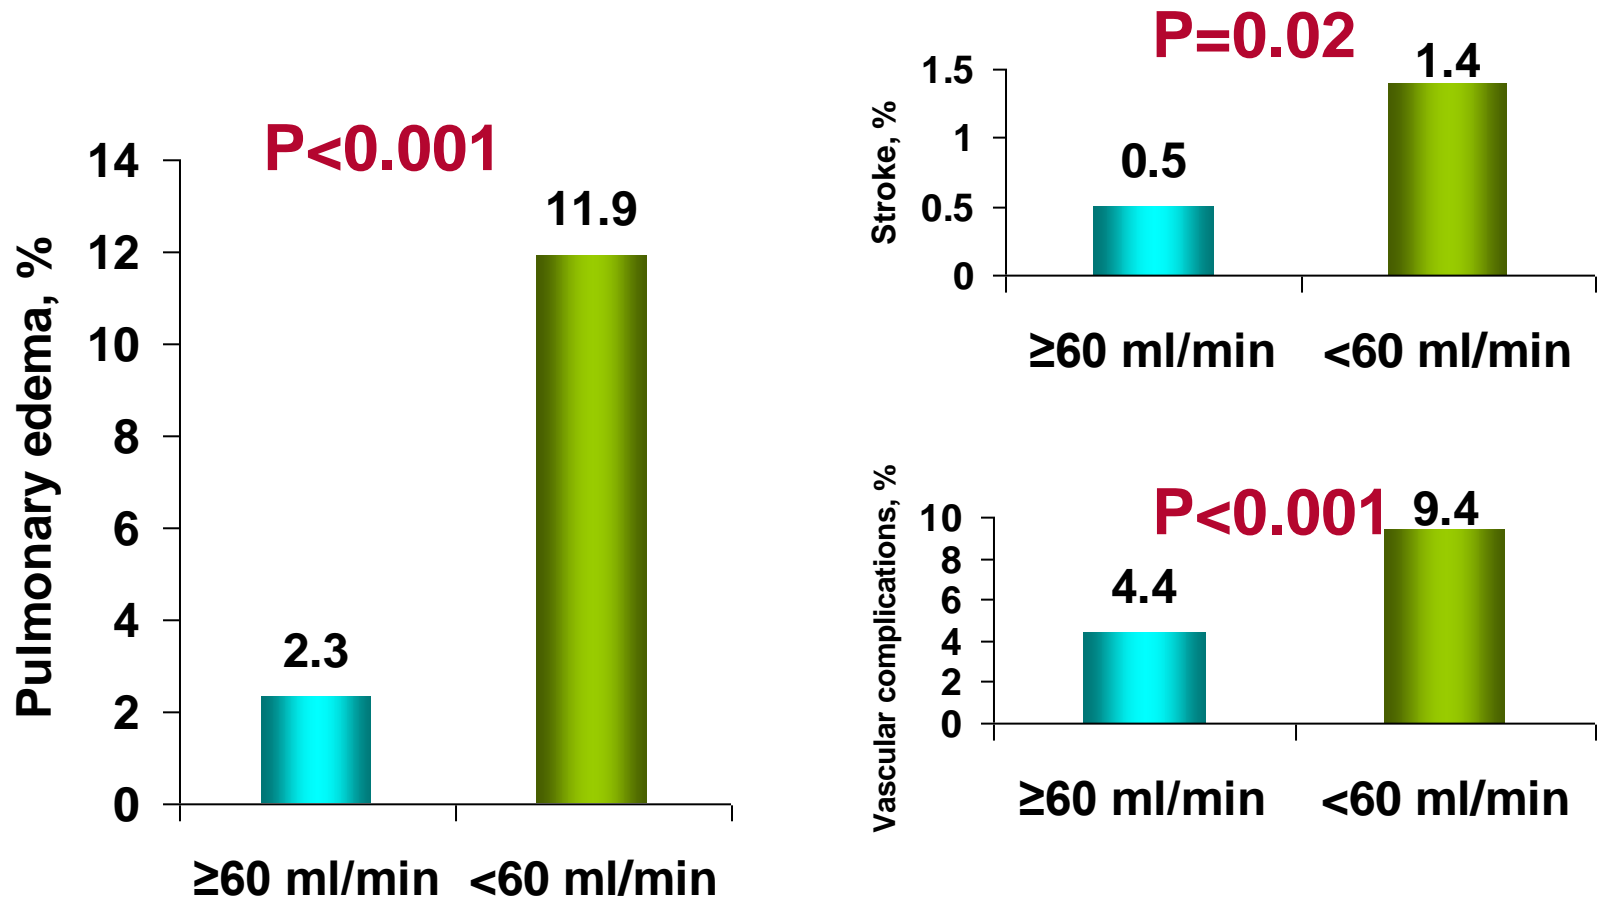 P<0.001
Pulmonary edema, %
14
12
10
8
6
4
2
0
2.3
11.9
≥60 ml/min <60 ml/min
P=0.02
Stroke, %
1.5
1
0.5
0
0.5
1.4
≥60 ml/min <60 ml/min
P<0.001
Vascular complications, %
10
8
6
4
2
0
4.4
9.4
≥60 ml/min <60 ml/min